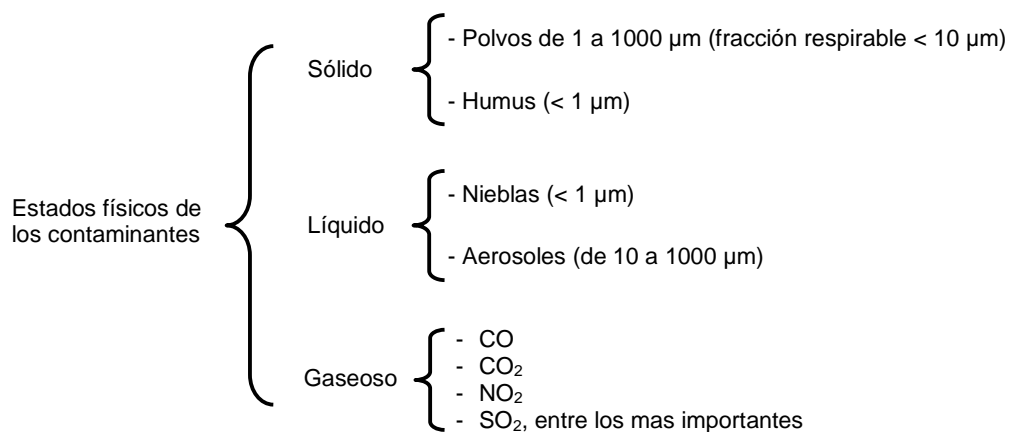 Estados físicos de
los contaminantes
Sólido
- Polvos de 1 a 1000 µm (fracción respirable < 10 µm)
- Humus (< 1 µm)
Líquido
- Nieblas (< 1 µm)
- Aerosoles (de 10 a 1000 µm)
Gaseoso
- CO
- CO₂
- NO₂
- SO₂, entre los mas importantes